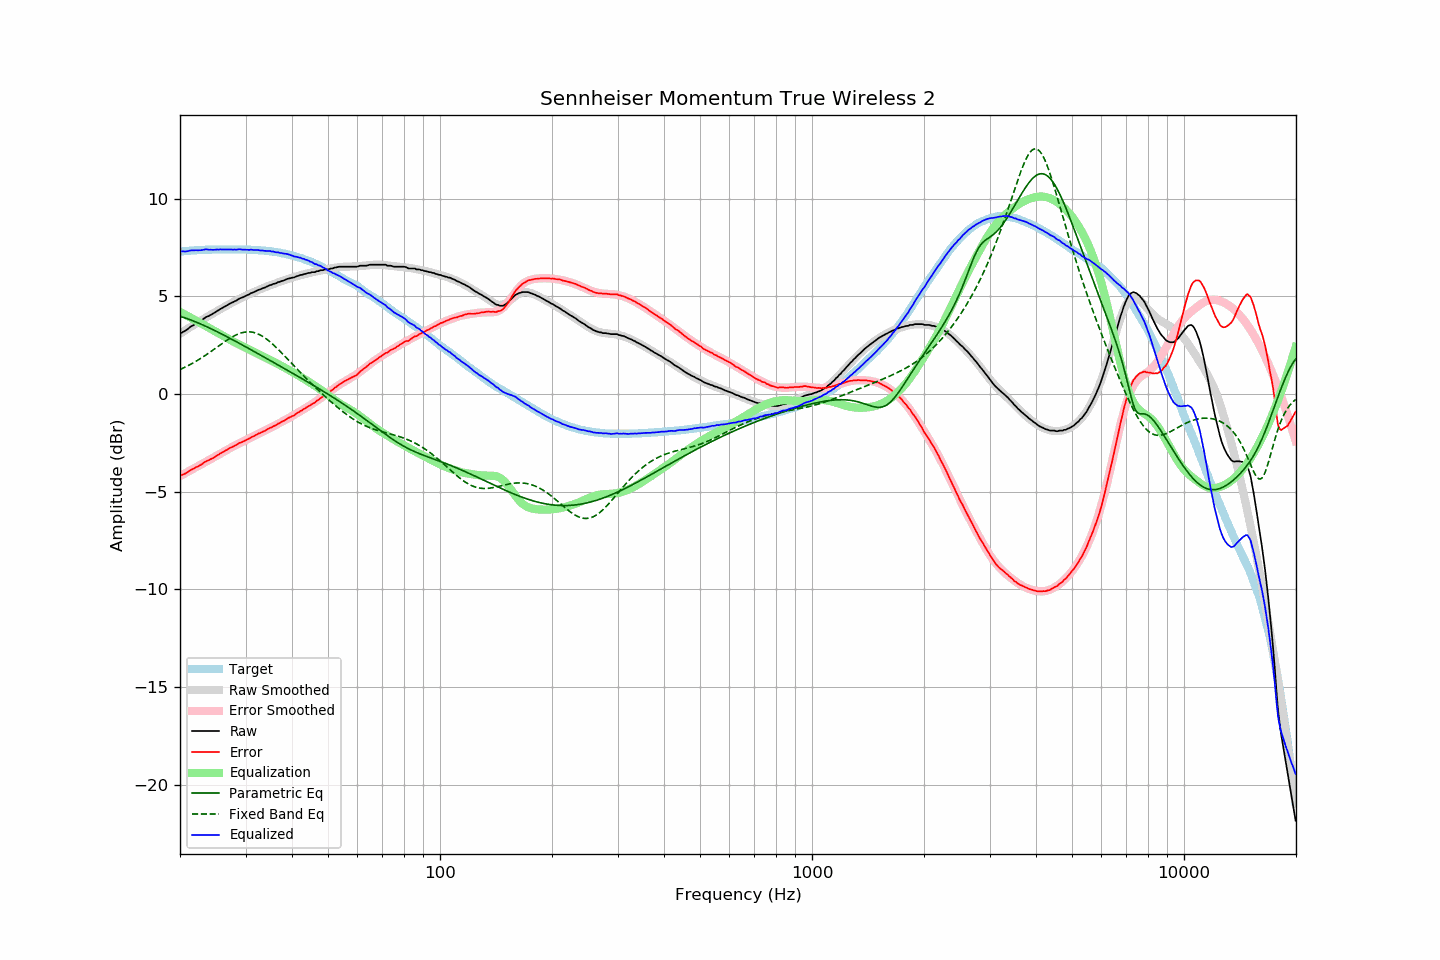 Sennheiser Momentum True Wireless 2
Amplitude (dBr)
10
5
0
−5
−10
−15
−20
Target
Raw Smoothed
Error Smoothed
Raw
Error
Equalization
Parametric Eq
Fixed Band Eq
Equalized
100 1000 10000
Frequency (Hz)